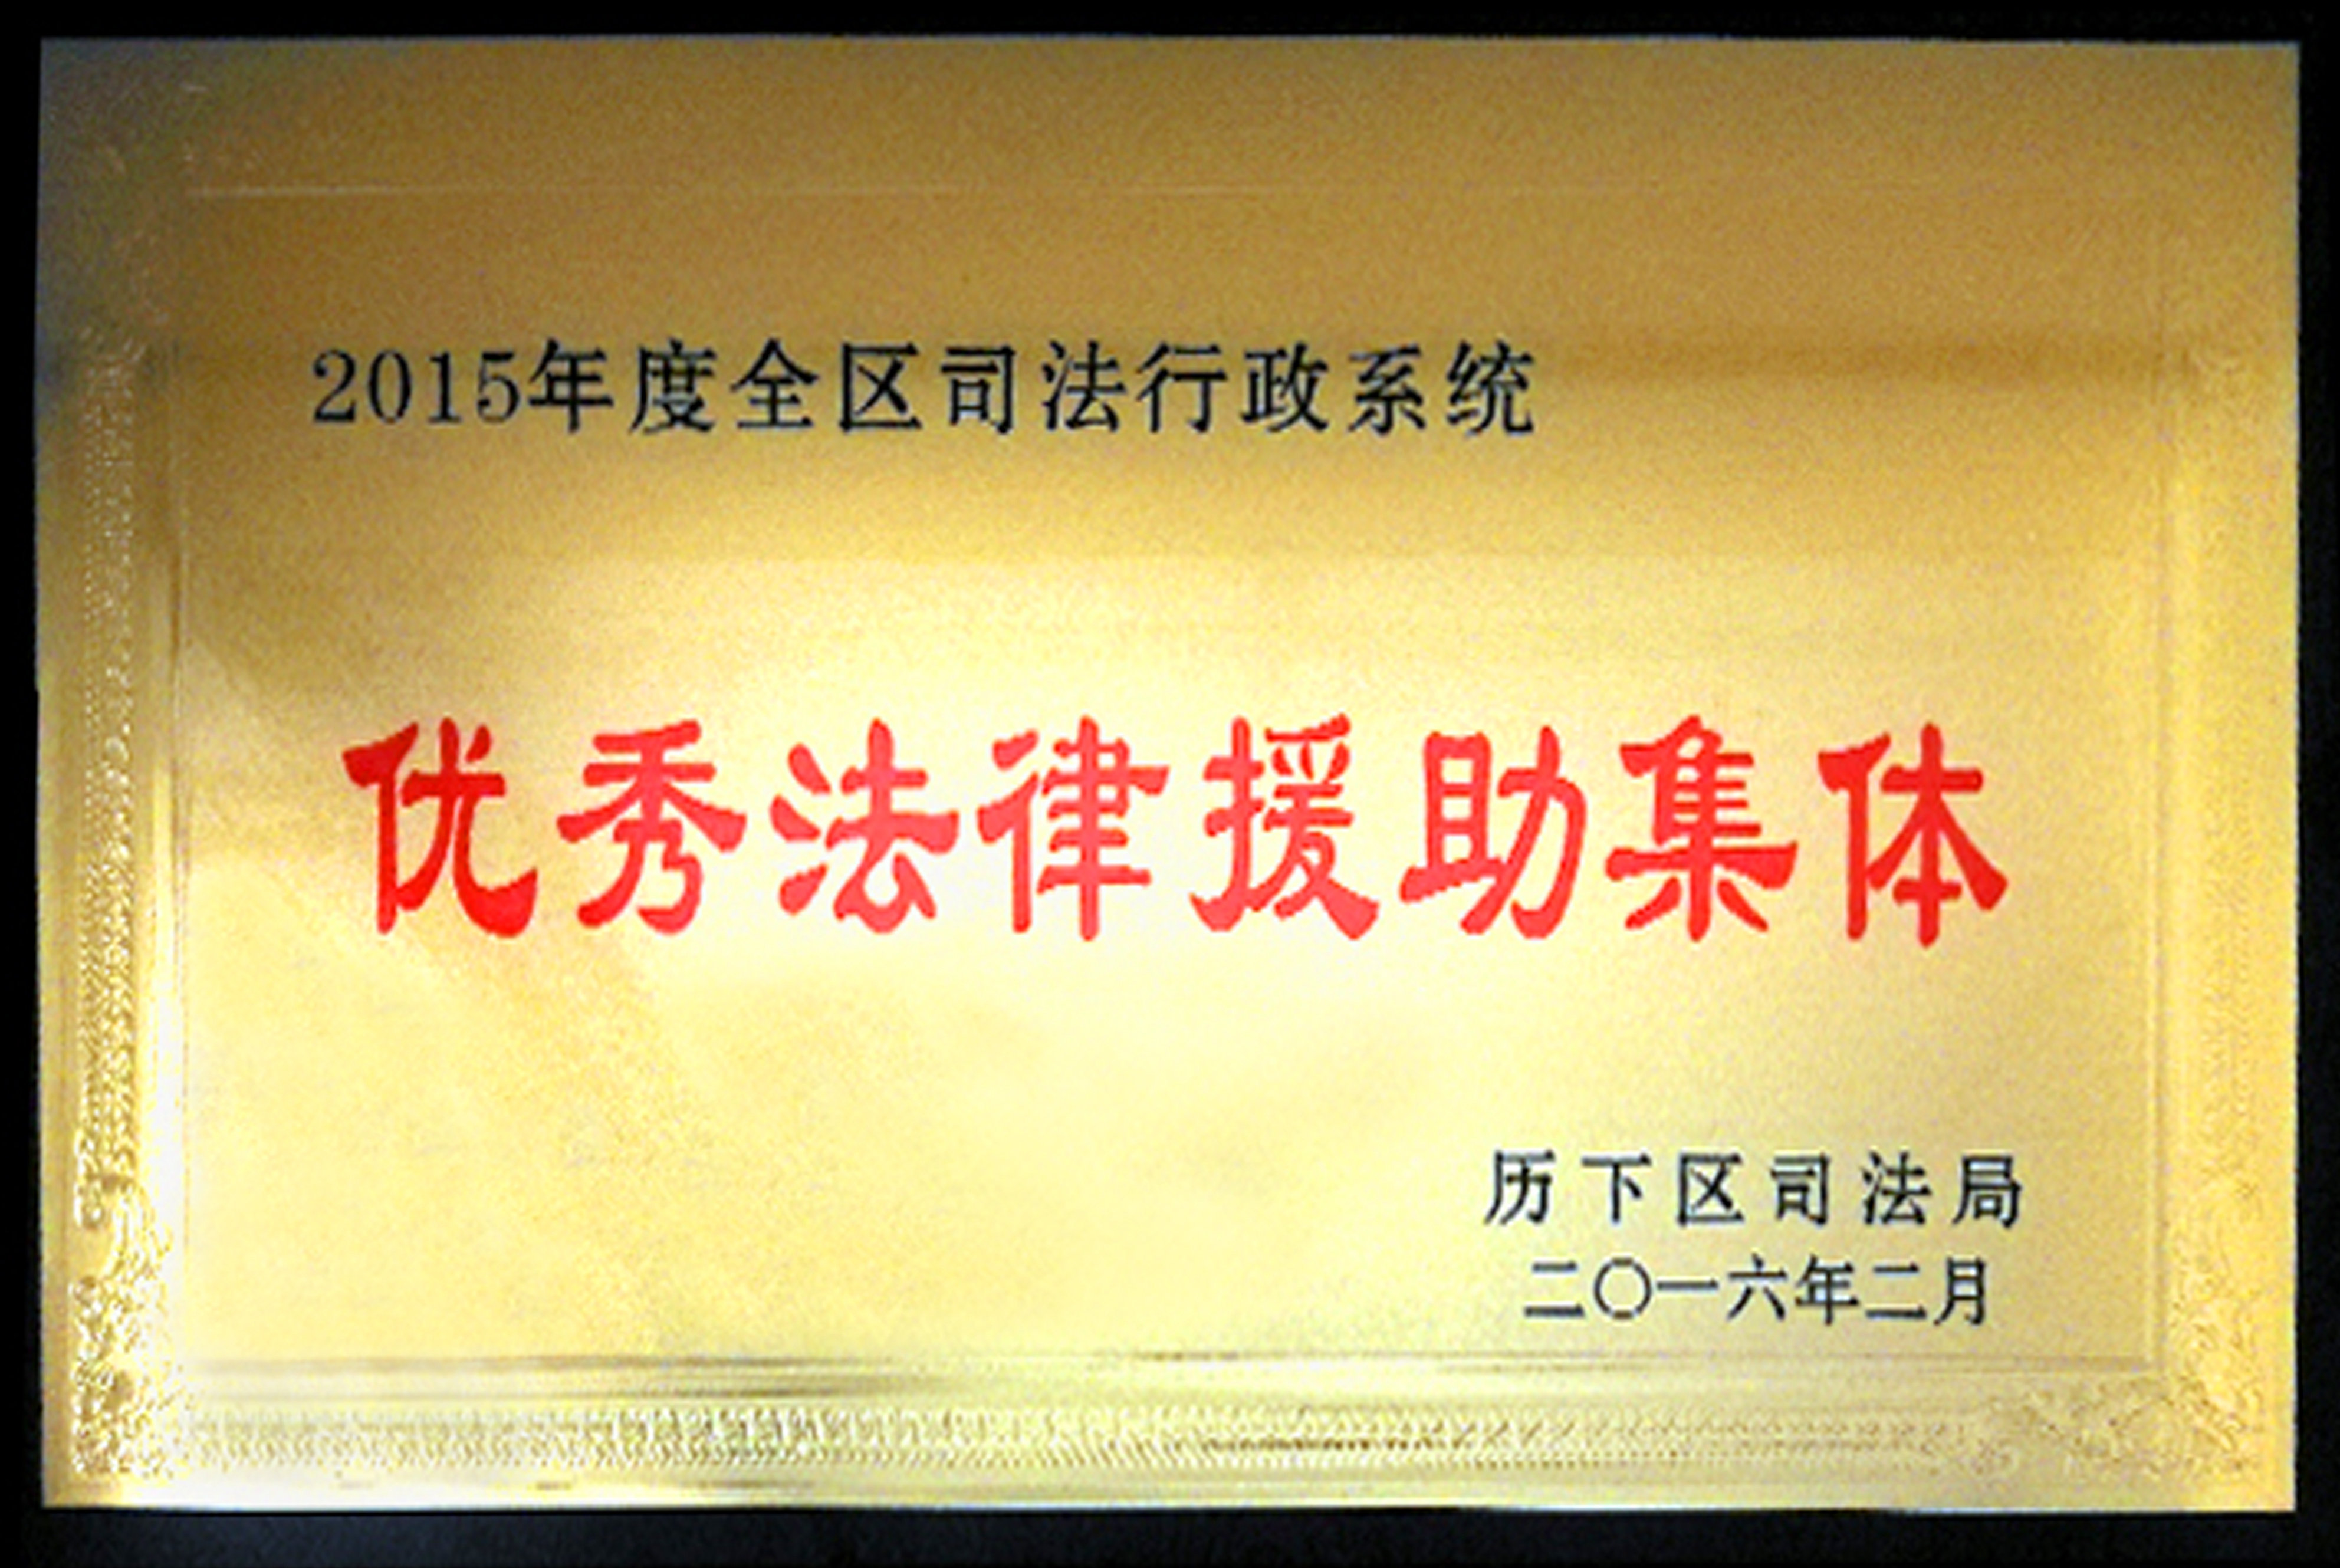 2015年度全区司法行政系统
优秀法律援助集体
历下区司法局
二〇一六年二月